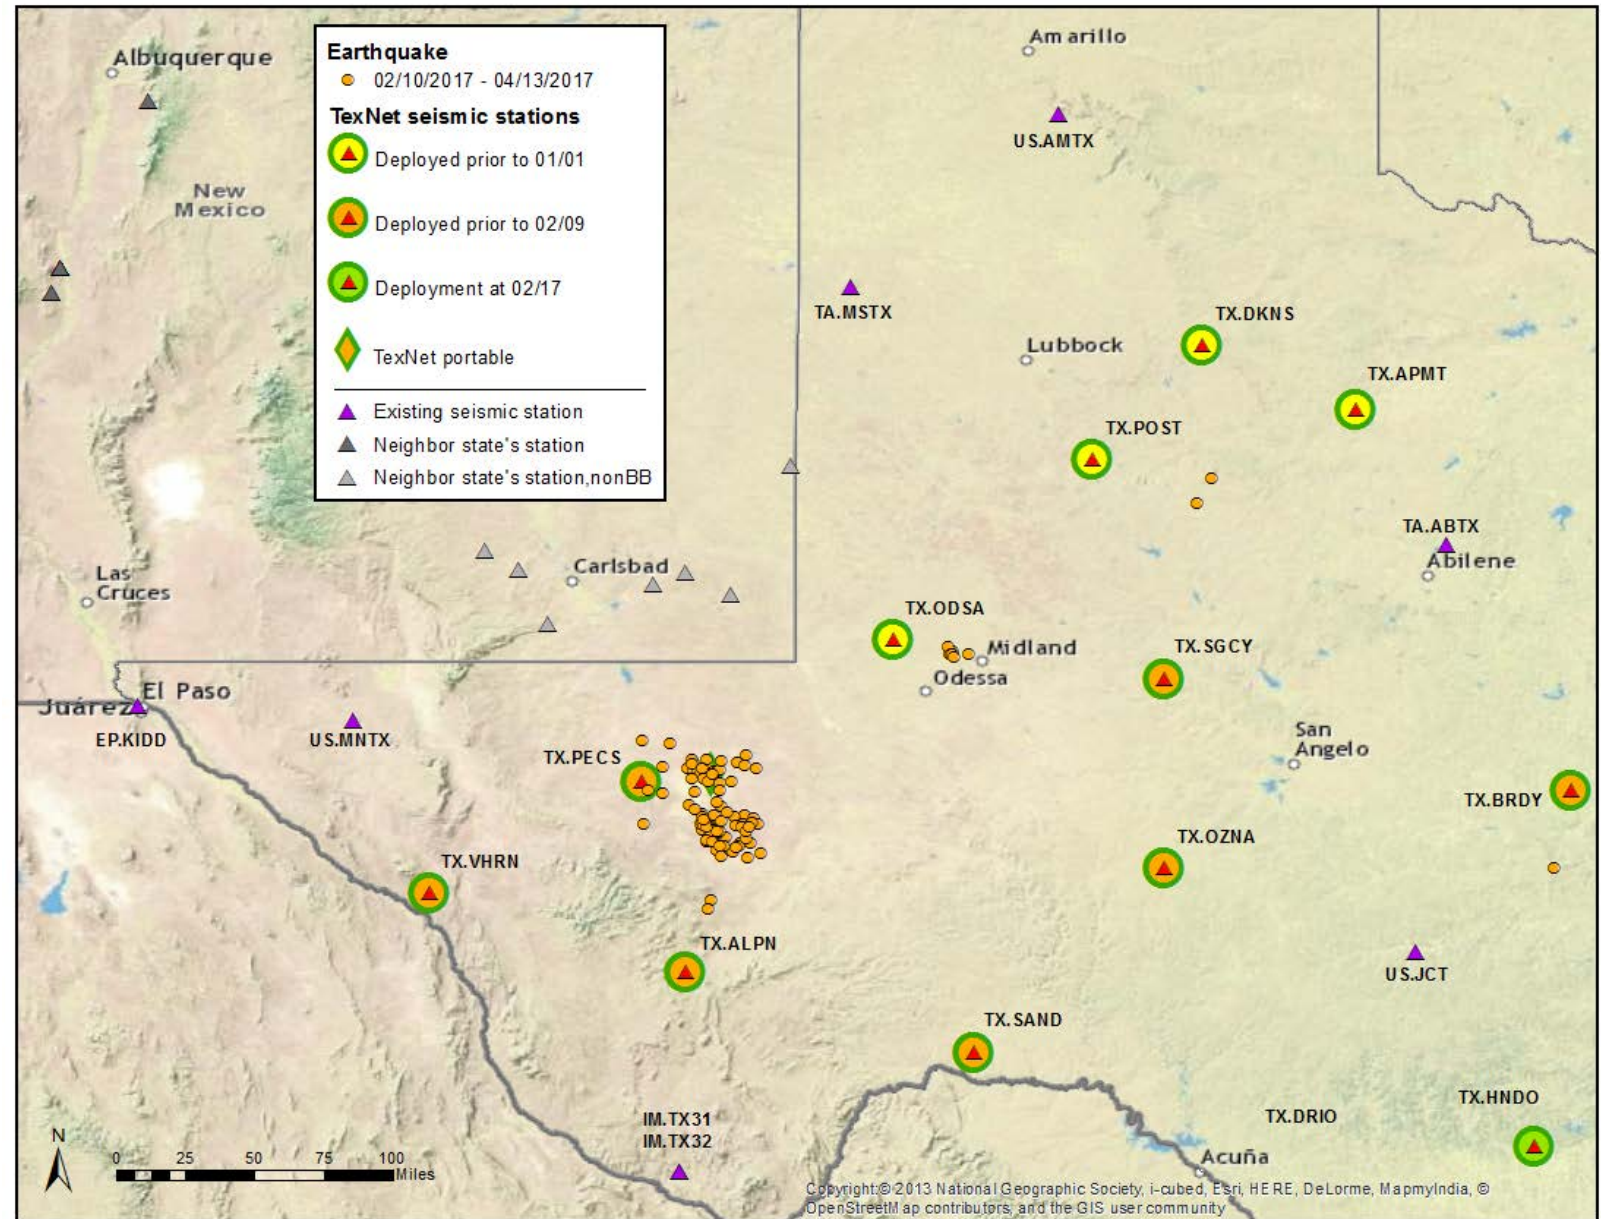 Albuquerque
New
Mexico
Las
Cruces
Carlsbad
Earthquake
02/10/2017 - 04/13/2017
TexNet seismic stations
Deployed prior to 01/01
Deployed prior to 02/09
Deployment at 02/17
TexNet portable
Existing seismic station
Neighbor state's station
Neighbor state's station,nonBB
Amarillo
US.AMTX
TA.MSTX
TX.DKNS
Lubbock
TX.APMT
TX.POST
TA.ABTX
Abilene
TX.ODSA
Midland
Odessa
TX.SGCY
El Paso
Juárez
EP.KIDD
US.MNTX
San
Angelo
TX.PECS
TX.BRDY
TX.OZNA
TX.VHRN
TX.ALPN
US.JCT
TX.SAND
TX.HNDO
IM.TX31
IM.TX32
TX.DRIO
Acuña
N
0 25 50 75 100
Miles
Copyright:© 2013 National Geographic Society, i-cubed, Esri, HERE, DeLorme, MapmyIndia, ©
OpenStreetMap contributors, and the GIS user community